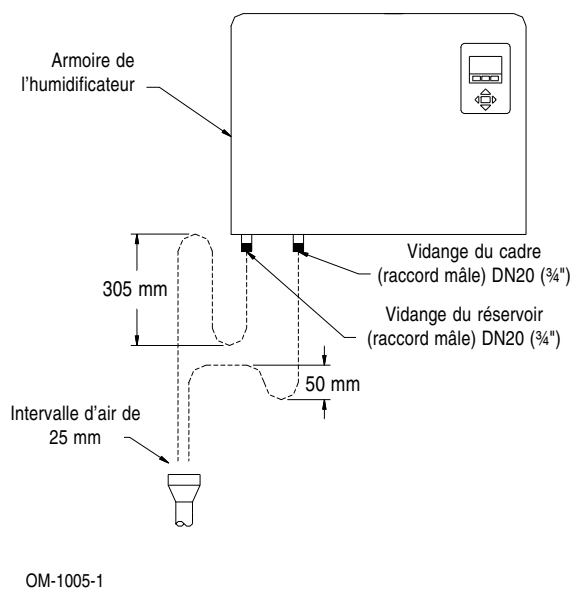 Armoire de
l'humidificateur
Vidange du cadre
(raccord mâle) DN20 (¾")
305 mm
Vidange du réservoir
(raccord mâle) DN20 (¾")
50 mm
Intervalle d'air de
25 mm
OM-1005-1